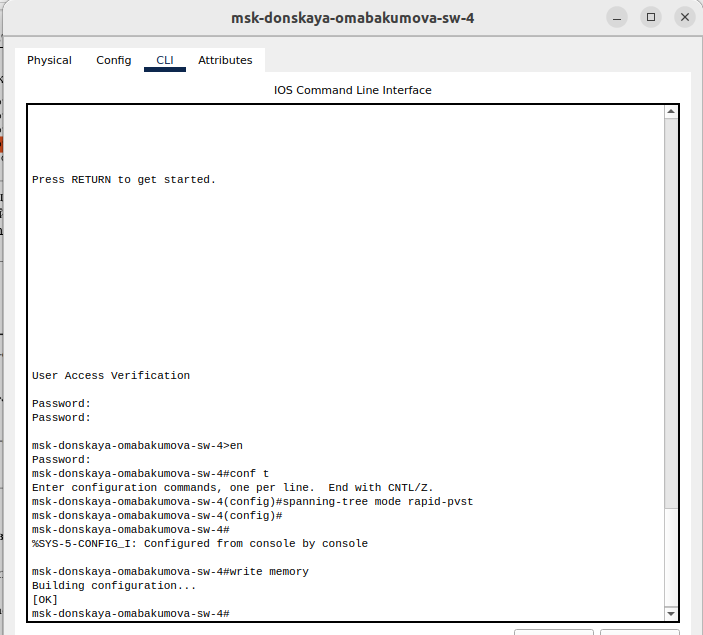 msk-donskaya-omabakumova-sw-4
Physical Config CLI Attributes
IOS Command Line Interface
Press RETURN to get started.
User Access Verification
Password:
Password:
msk-donskaya-omabakumova-sw-4>en
Password:
msk-donskaya-omabakumova-sw-4#conf t
Enter configuration commands, one per line.  End with CNTL/Z.
msk-donskaya-omabakumova-sw-4(config)#spanning-tree mode rapid-pvst
msk-donskaya-omabakumova-sw-4(config)#
msk-donskaya-omabakumova-sw-4#
%SYS-5-CONFIG_I: Configured from console by console
msk-donskaya-omabakumova-sw-4#write memory
Building configuration...
[OK]
msk-donskaya-omabakumova-sw-4#